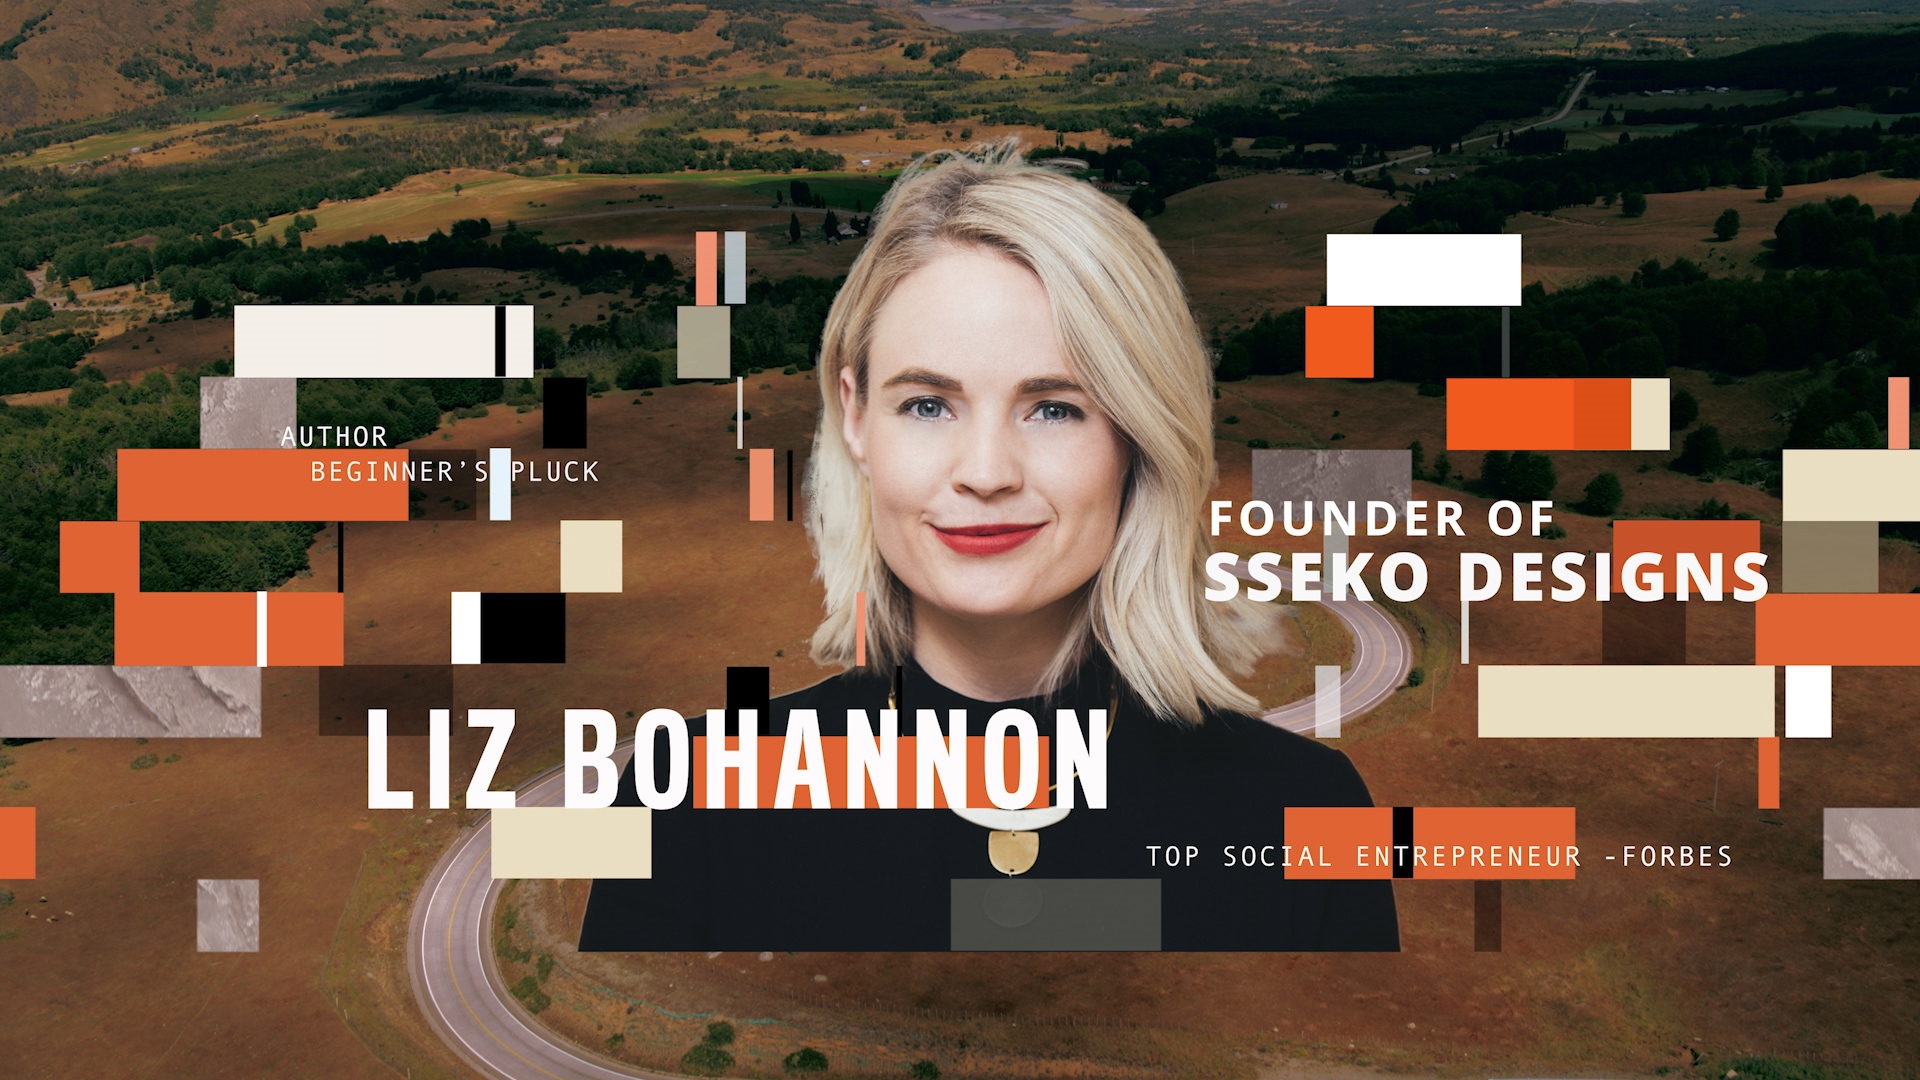 AUTHOR
BEGINNER'S PLUCK
FOUNDER OF
SSEKO DESIGNS
LIZ BOHANNON
TOP SOCIAL ENTREPRENEUR -FORBES